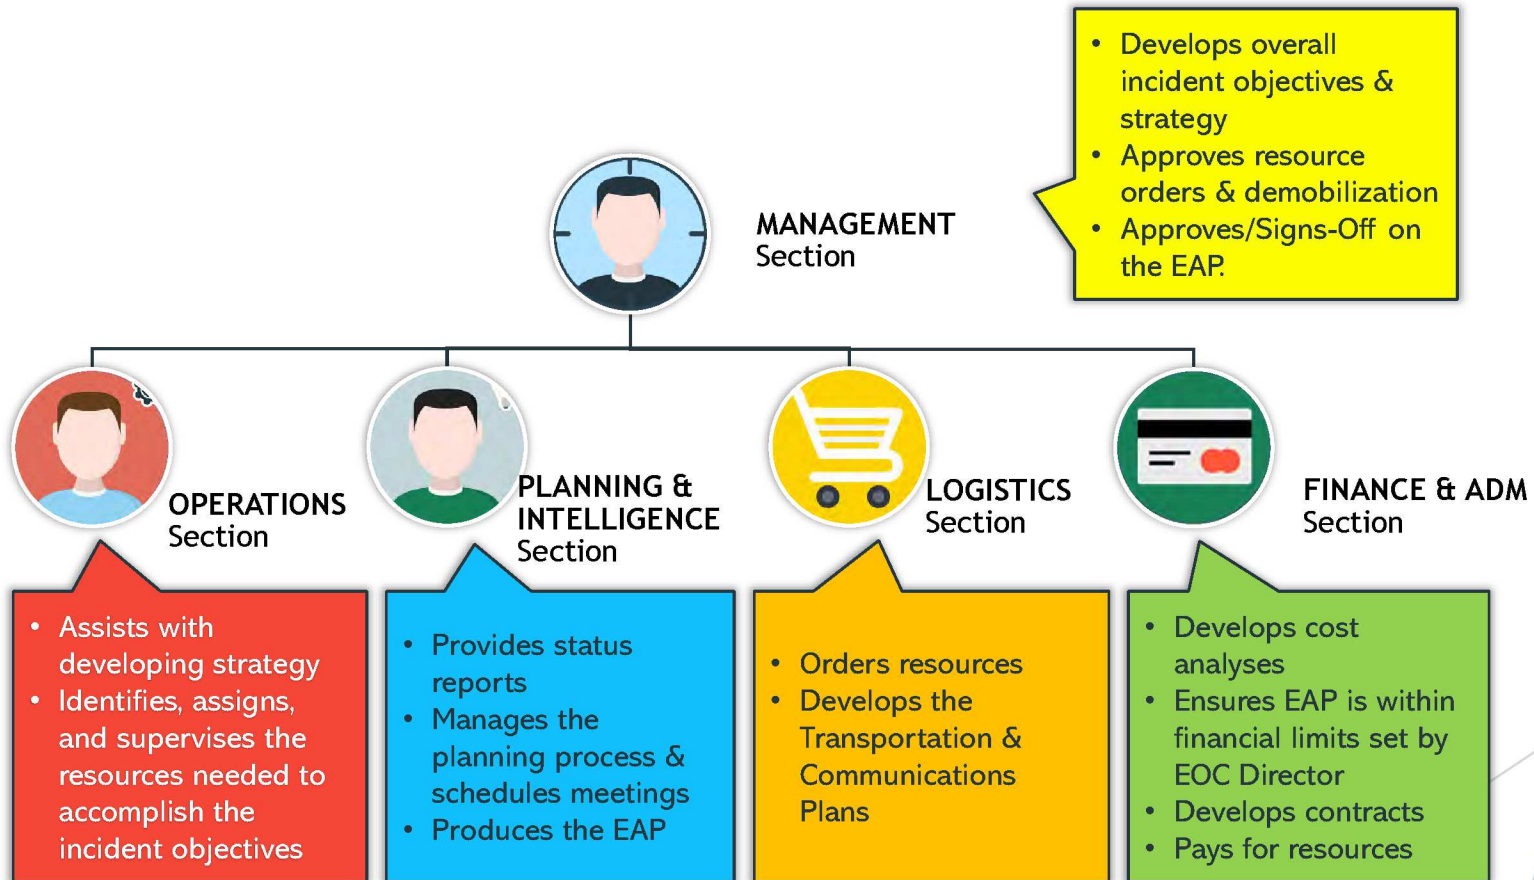 • Develops overall
incident objectives &
strategy
• Approves resource
orders & demobilization
• Approves/Signs-Off on
the EAP.
MANAGEMENT
Section
OPERATIONS
Section
PLANNING &
INTELLIGENCE
Section
LOGISTICS
Section
FINANCE & ADM
Section
• Assists with
developing strategy
• Identifies, assigns,
and supervises the
resources needed to
accomplish the
incident objectives
• Provides status
reports
• Manages the
planning process &
schedules meetings
• Produces the EAP
• Orders resources
• Develops the
Transportation &
Communications
Plans
• Develops cost
analyses
• Ensures EAP is within
financial limits set by
EOC Director
• Develops contracts
• Pays for resources